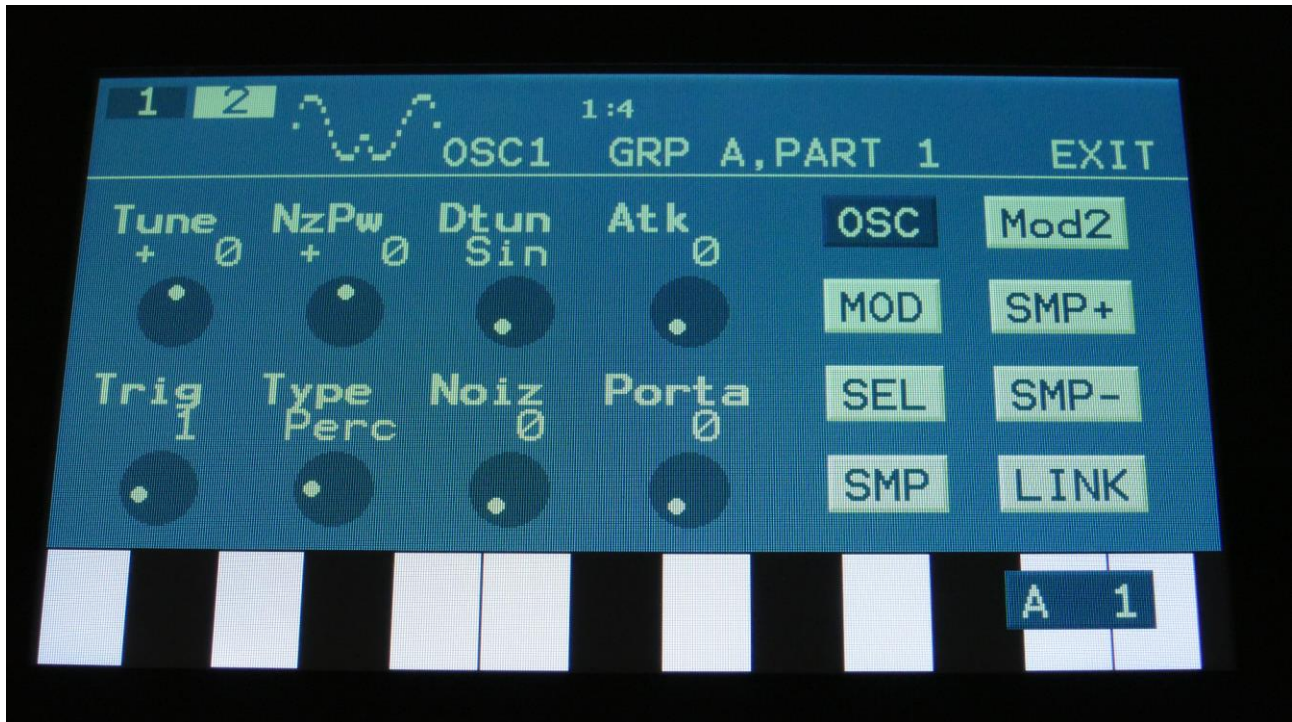 1 2 1:4
OSC1 GRP A,PART 1 EXIT
Tune NzPw Dtun Atk OSC Mod2
+ 0 + 0 Sin 0
MOD SMP+
Trig Type Noiz Porta SEL SMP-
1 Perc 0 0
SMP LINK
A 1